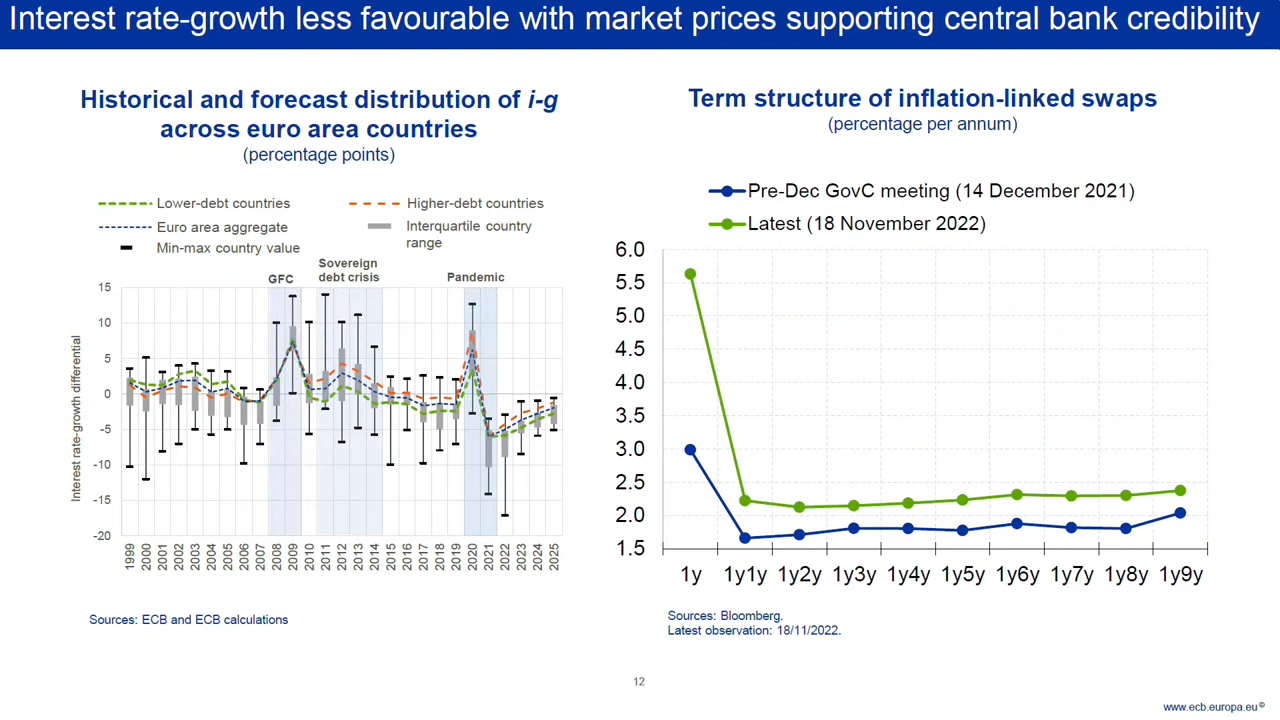 Interest rate-growth less favourable with market prices supporting central bank credibility
Historical and forecast distribution of i-g
across euro area countries
(percentage points)
Lower-debt countries
Higher-debt countries
Euro area aggregate
Interquartile country
range
Min-max country value
GFC
Sovereign
debt crisis
Pandemic
Interest rate-growth differential
15
10
5
0
-5
-10
-15
-20
1999 2000 2001 2002 2003 2004 2005 2006 2007 2008 2009 2010 2011 2012 2013 2014 2015 2016 2017 2018 2019 2020 2021 2022 2023 2024 2025
Sources: ECB and ECB calculations
Term structure of inflation-linked swaps
(percentage per annum)
Pre-Dec GovC meeting (14 December 2021)
Latest (18 November 2022)
6.0
5.5
5.0
4.5
4.0
3.5
3.0
2.5
2.0
1.5
1y 1y1y 1y2y 1y3y 1y4y 1y5y 1y6y 1y7y 1y8y 1y9y
Sources: Bloomberg.
Latest observation: 18/11/2022.
12
www.ecb.europa.eu ©